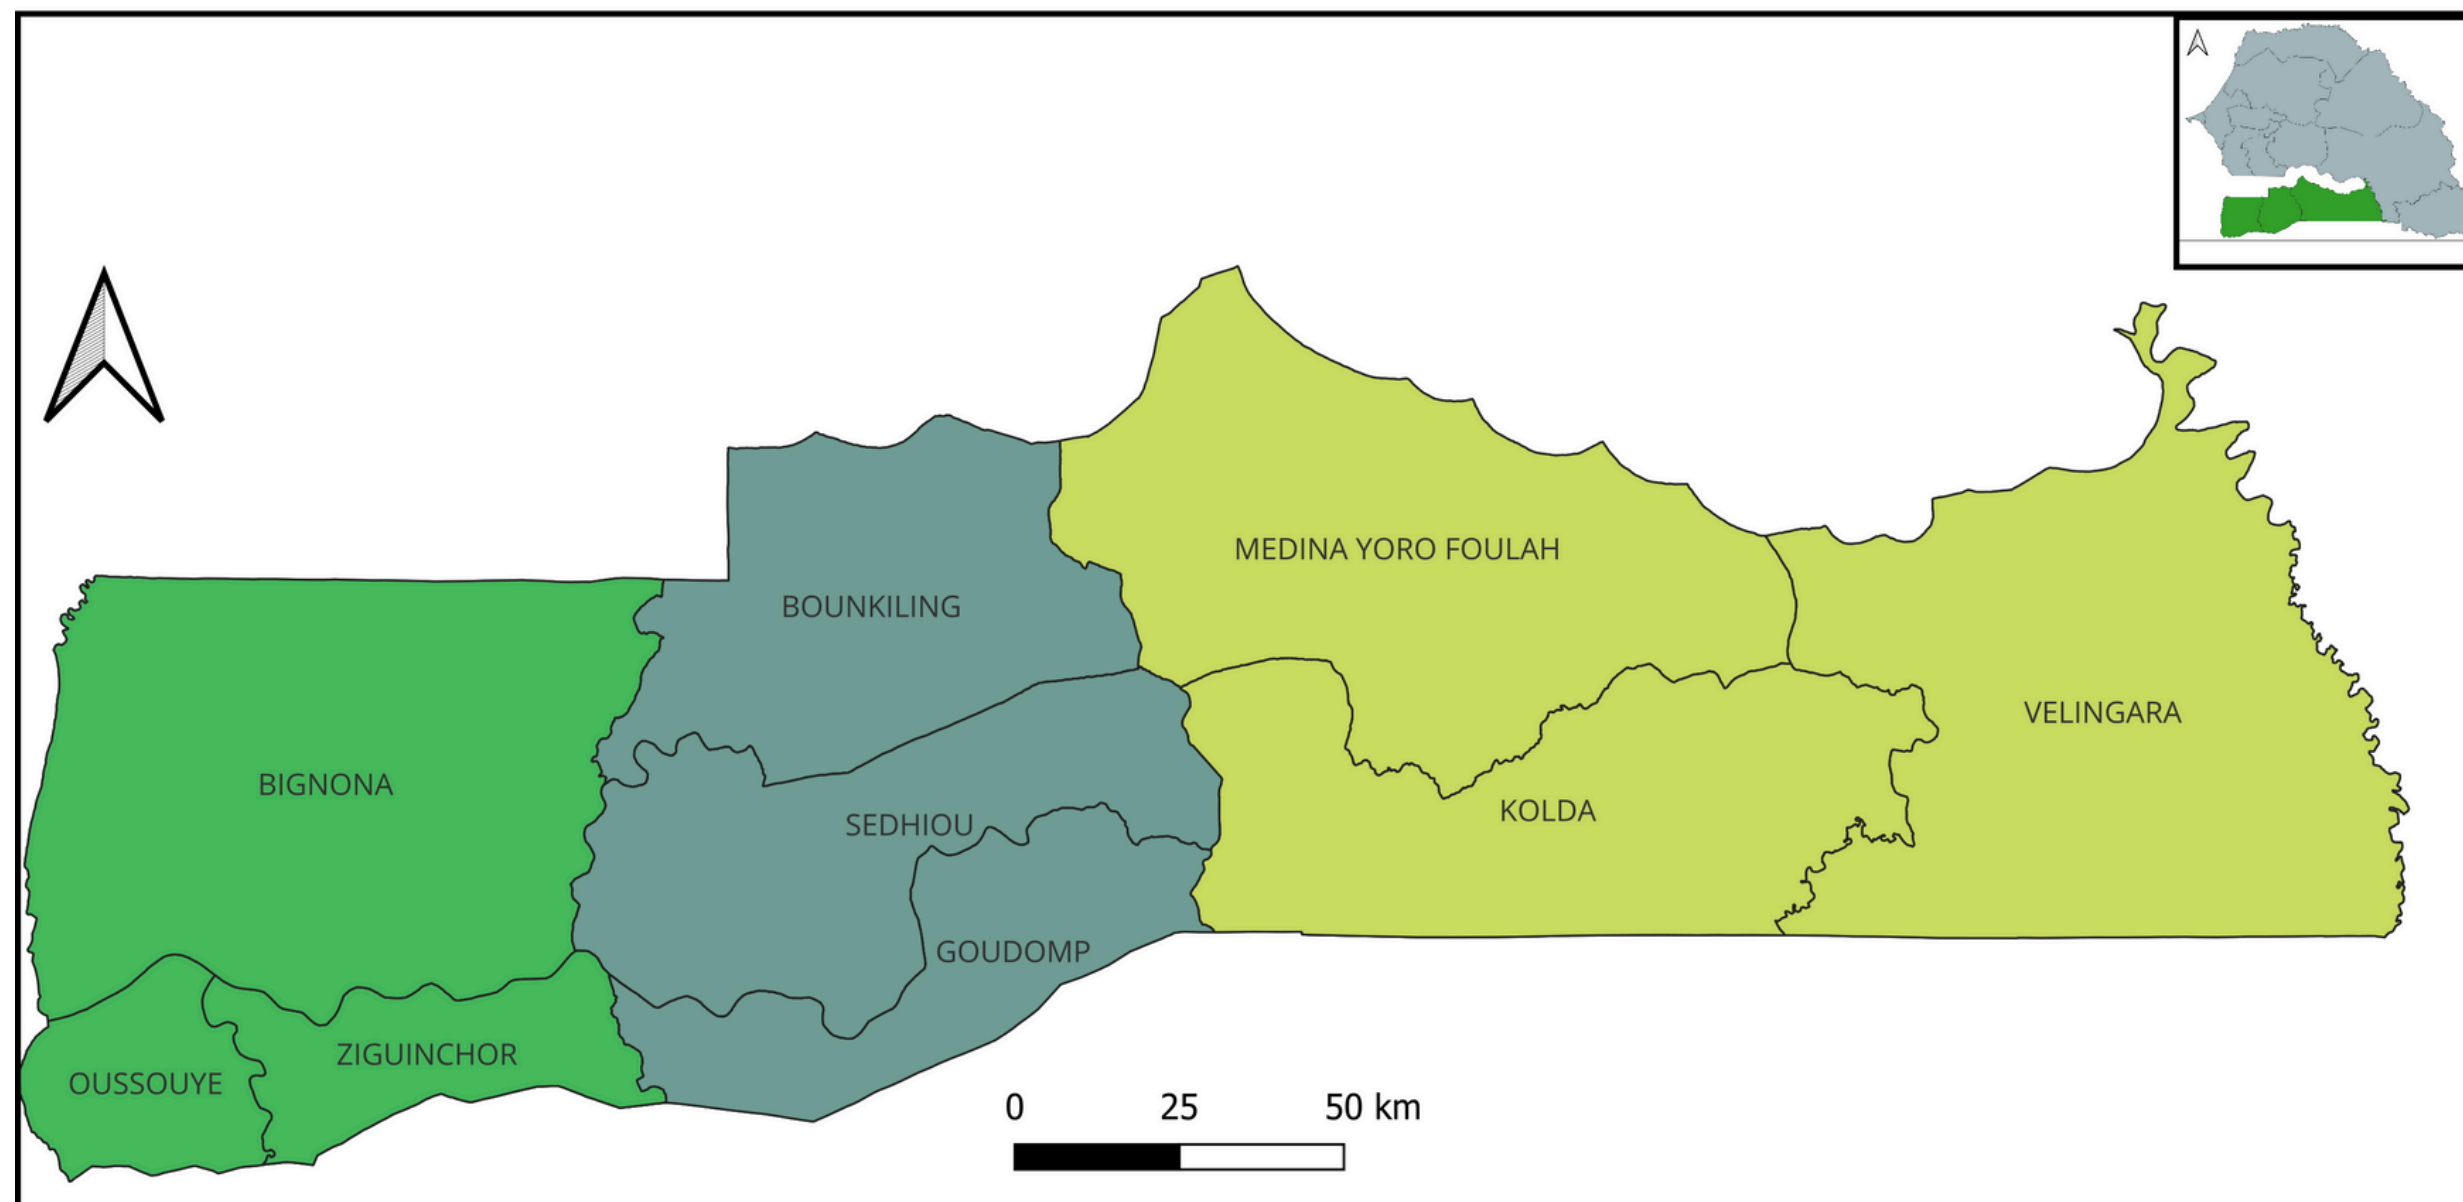 MEDINA YORO FOULAH
BOUNKILING
VELINGARA
BIGNONA
KOLDA
SEDHIOU
GOUDOMP
ZIGUINCHOR
OUSSOUYE
0 25 50 km